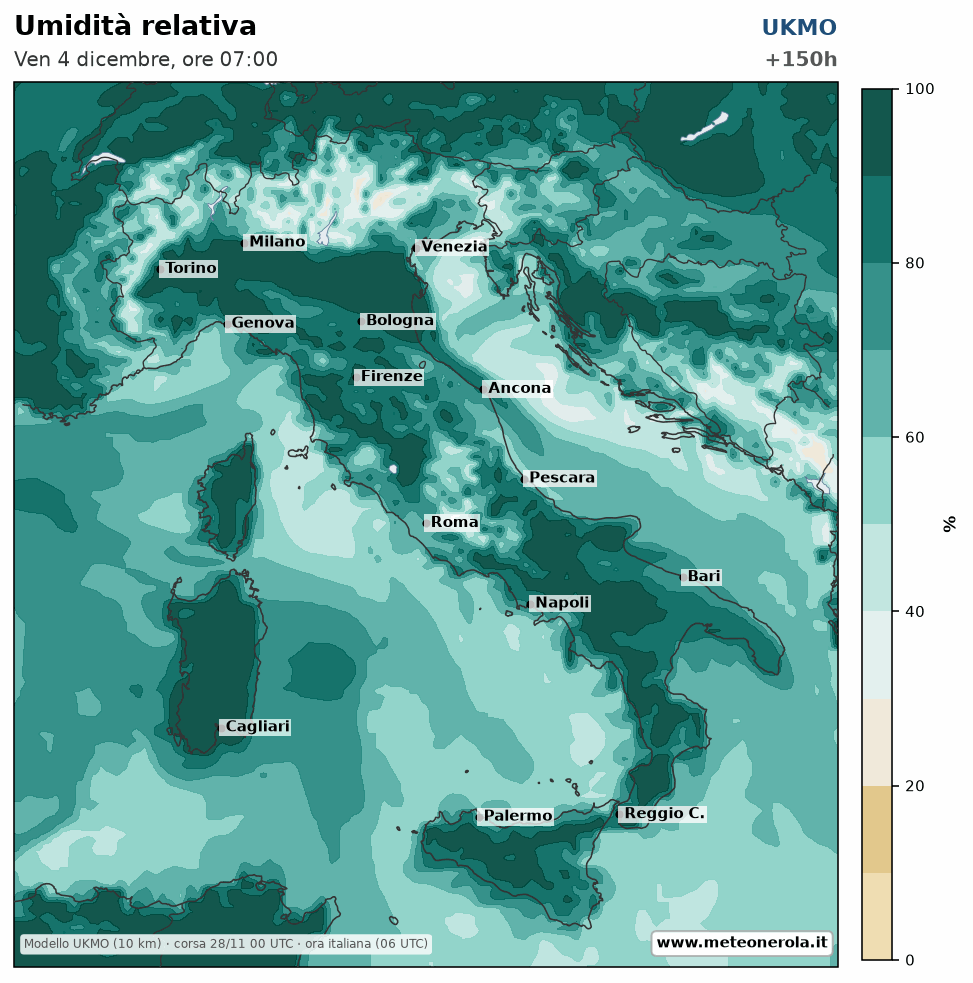 Umidità relativa
UKMO
Ven 4 dicembre, ore 07:00
+150h
100
80
60
40
20
0
%
Milano
Venezia
Torino
Genova
Bologna
Firenze
Ancona
Pescara
Roma
Bari
Napoli
Cagliari
Palermo
Reggio C.
Modello UKMO (10 km) · corsa 28/11 00 UTC · ora italiana (06 UTC)
www.meteonerola.it